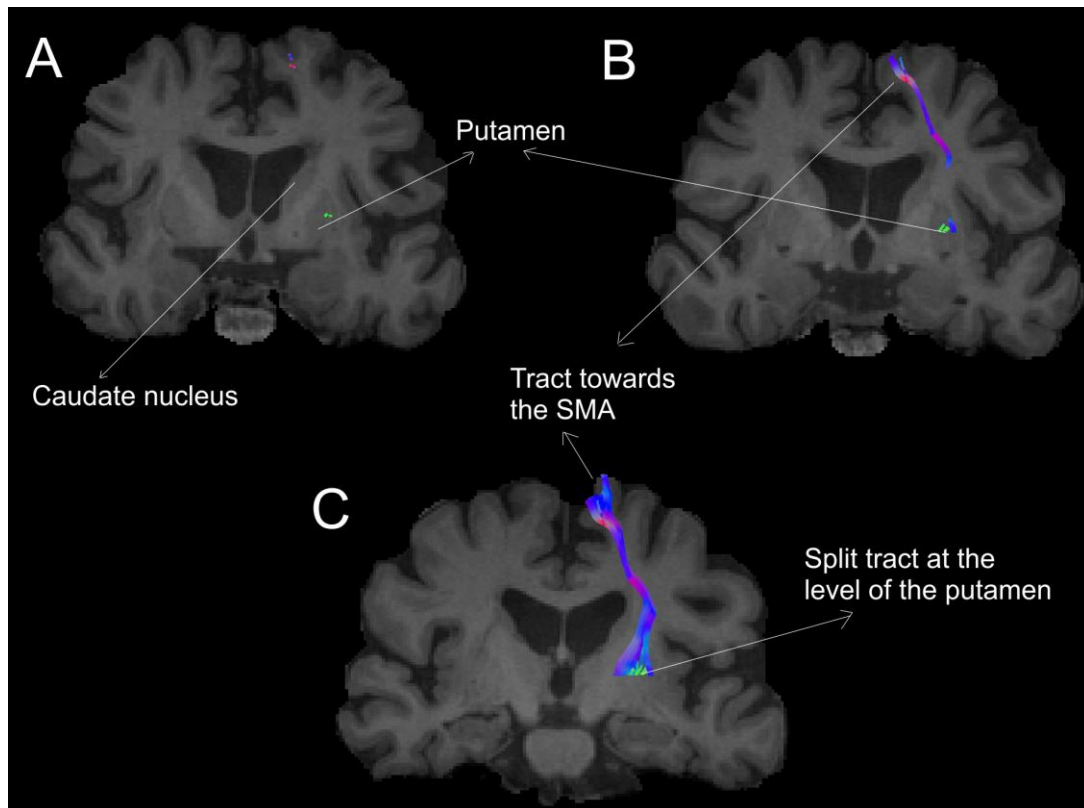 A
B
Putamen
Caudate nucleus
Tract towards
the SMA
C
Split tract at the
level of the putamen